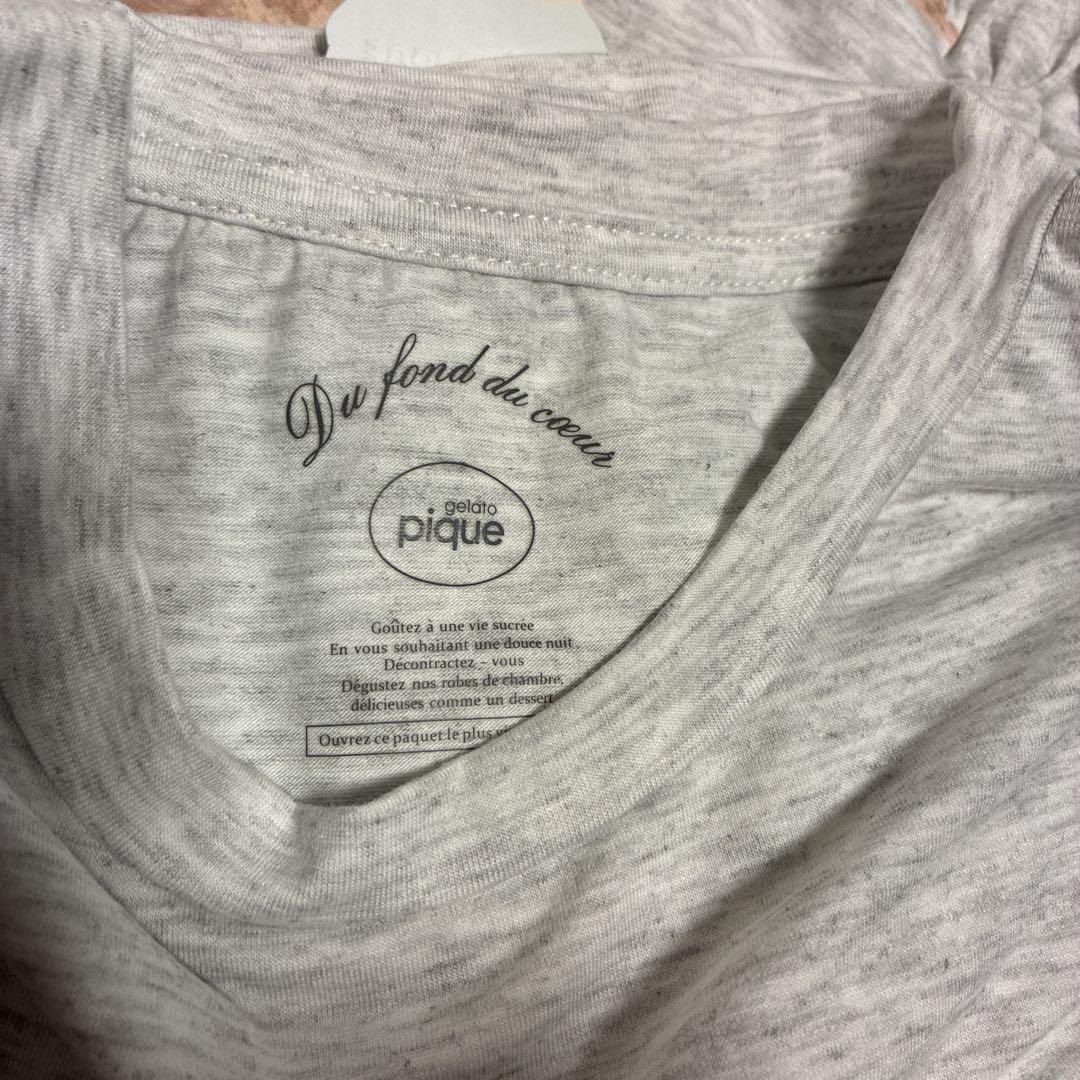 Du fond du cœur
gelato
pique
Goûtez à une vie sucrée
En vous souhaitant une douce nuit
Décontractez - vous
Dégustez nos robes de chambre,
délicieuses comme un dessert
Ouvrez ce paquet le plus